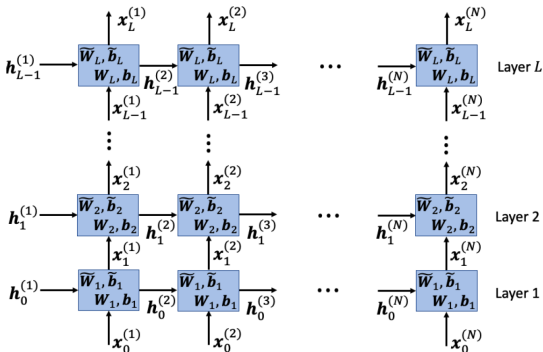 𝒙_L^(1) 𝒙_L^(2) 𝒙_L^(N)
𝒉_{L−1}^(1) W̃_L, b̃_L W̃_L, b̃_L ⋯ W̃_L, b̃_L Layer L
W_L, b_L 𝒉_{L−1}^(2) W_L, b_L 𝒉_{L−1}^(3) 𝒉_{L−1}^(N) W_L, b_L
𝒙_{L−1}^(1) 𝒙_{L−1}^(2) 𝒙_{L−1}^(N)
⋮ ⋮ ⋮
𝒙_2^(1) 𝒙_2^(2) 𝒙_2^(N)
𝒉_1^(1) W̃_2, b̃_2 W̃_2, b̃_2 ⋯ W̃_2, b̃_2 Layer 2
W_2, b_2 𝒉_1^(2) W_2, b_2 𝒉_1^(3) 𝒉_1^(N) W_2, b_2
𝒙_1^(1) 𝒙_1^(2) 𝒙_1^(N)
𝒉_0^(1) W̃_1, b̃_1 W̃_1, b̃_1 ⋯ W̃_1, b̃_1 Layer 1
W_1, b_1 𝒉_0^(2) W_1, b_1 𝒉_0^(3) 𝒉_0^(N) W_1, b_1
𝒙_0^(1) 𝒙_0^(2) 𝒙_0^(N)